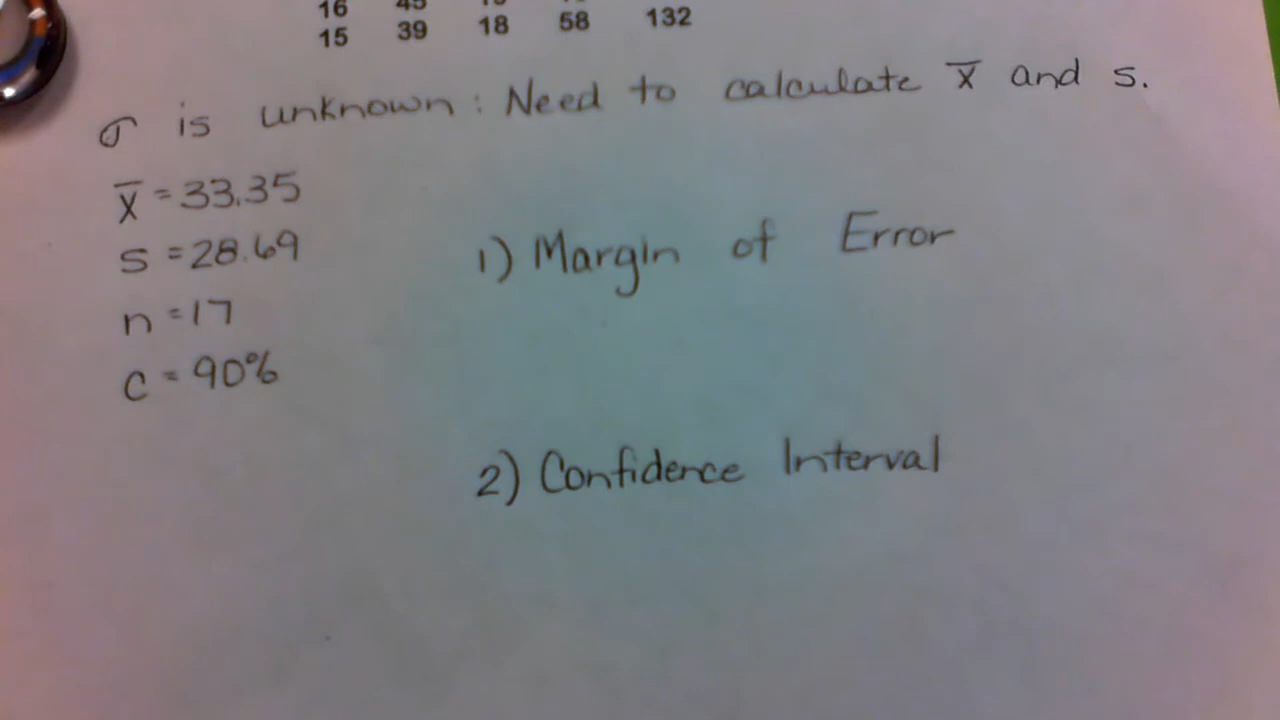 16 45
15 39 18 58 132
σ is unknown: Need to calculate x̅ and s.
x̅ = 33.35
s = 28.69
n = 17
c = 90%
1) Margin of Error
2) Confidence Interval